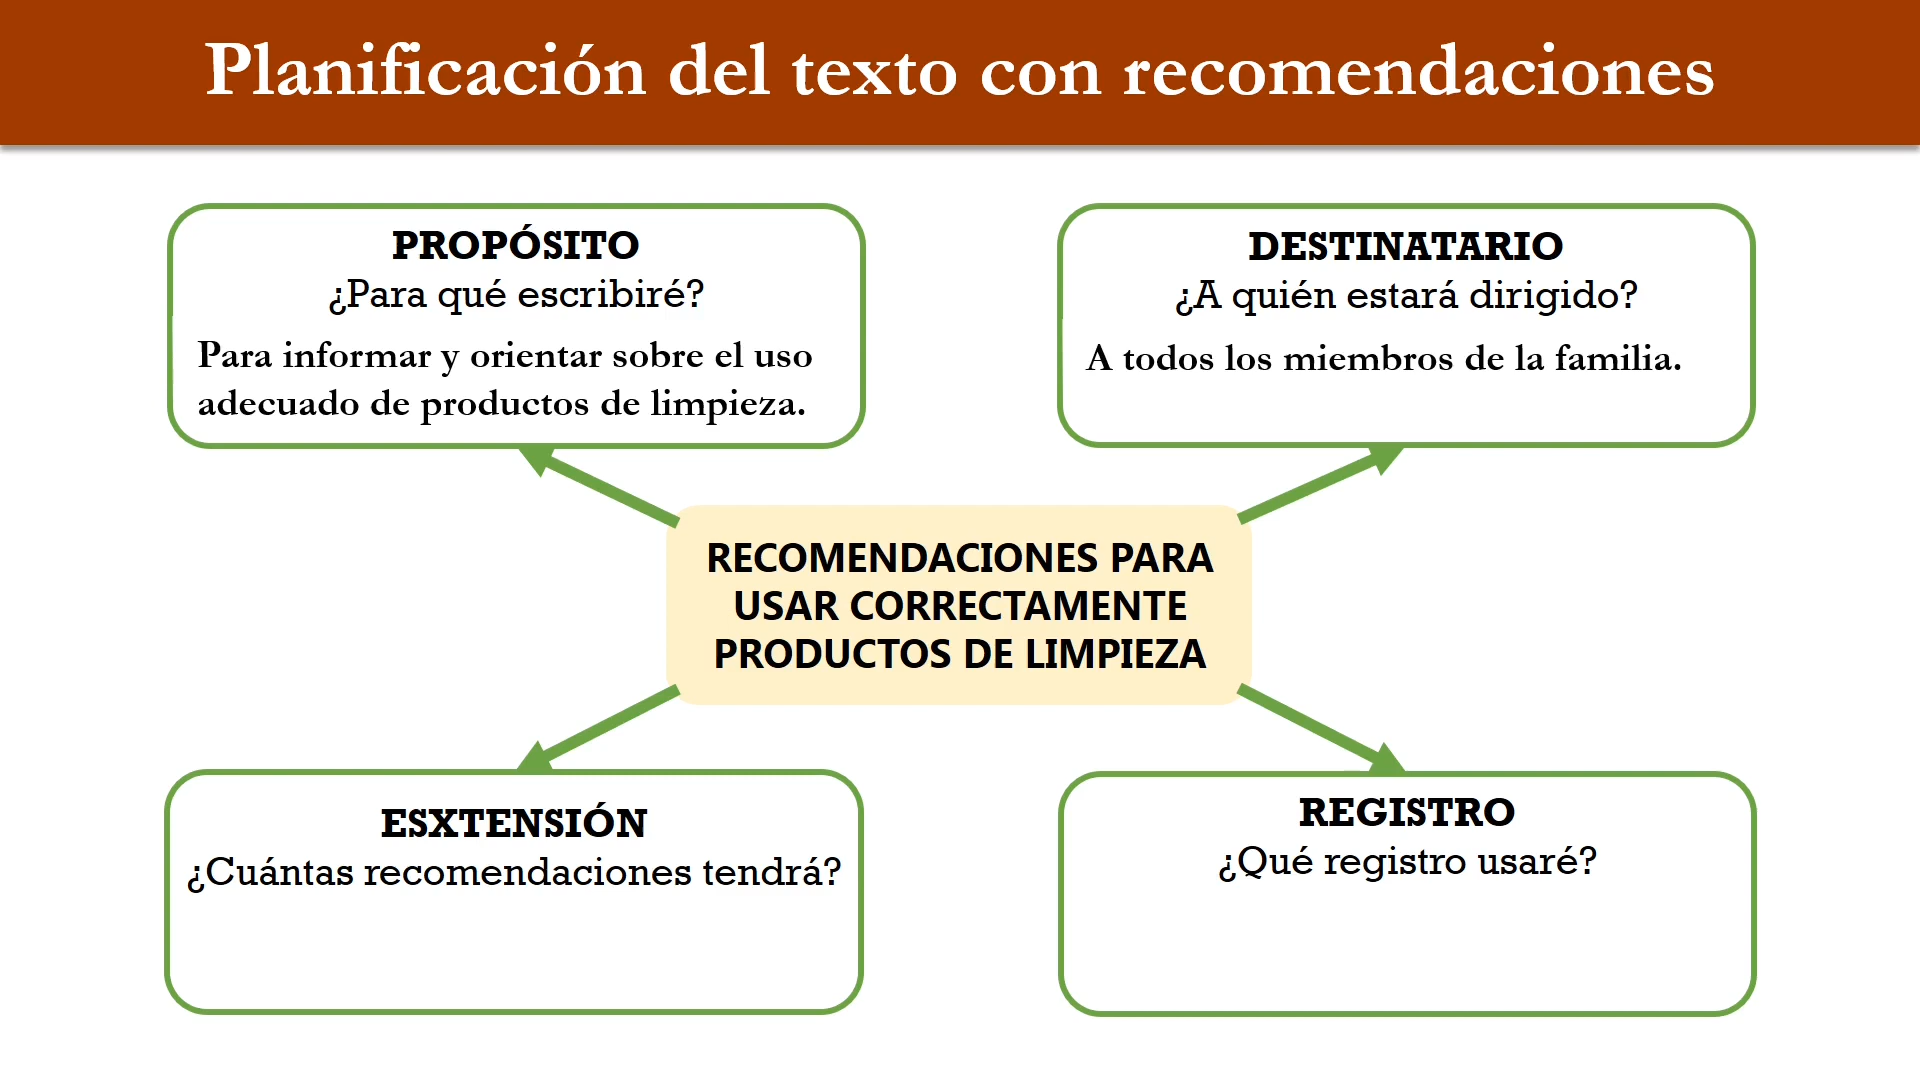 Planificación del texto con recomendaciones
PROPÓSITO
¿Para qué escribiré?
Para informar y orientar sobre el uso
adecuado de productos de limpieza.
DESTINATARIO
¿A quién estará dirigido?
A todos los miembros de la familia.
RECOMENDACIONES PARA
USAR CORRECTAMENTE
PRODUCTOS DE LIMPIEZA
ESXTENSIÓN
¿Cuántas recomendaciones tendrá?
REGISTRO
¿Qué registro usaré?